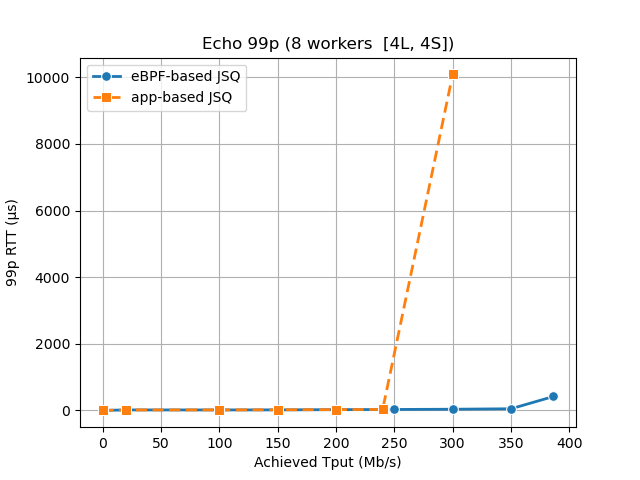 Echo 99p (8 workers  [4L, 4S])
eBPF-based JSQ
app-based JSQ
10000
8000
6000
4000
2000
0
99p RTT (µs)
0 50 100 150 200 250 300 350 400
Achieved Tput (Mb/s)